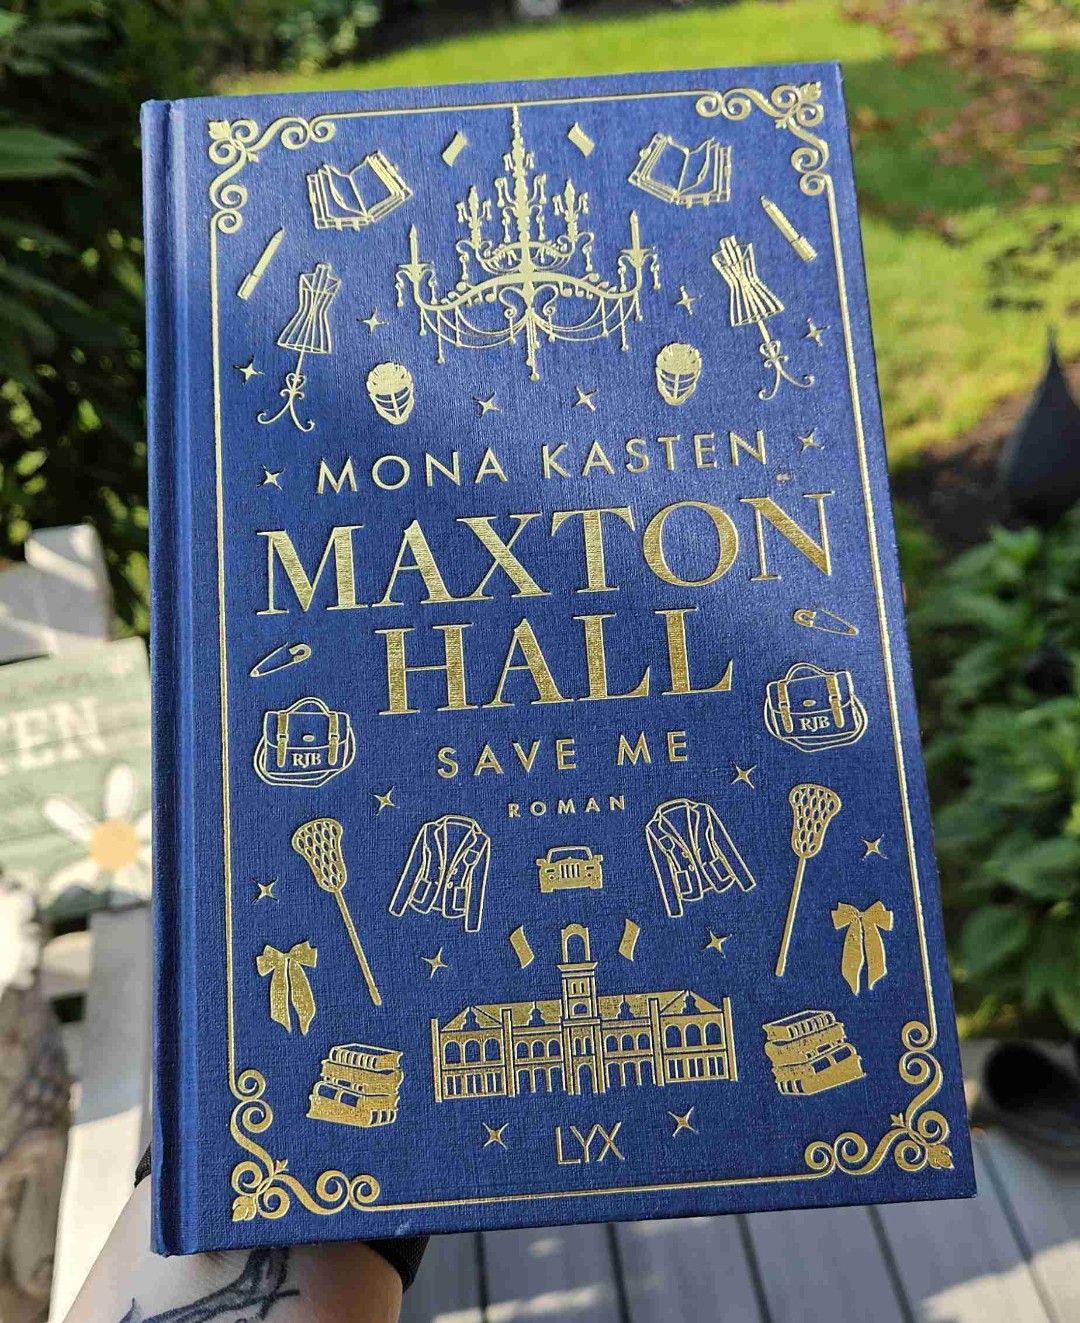 MONA KASTEN
MAXTON
HALL
SAVE ME
ROMAN
RJB
RJB
LYX